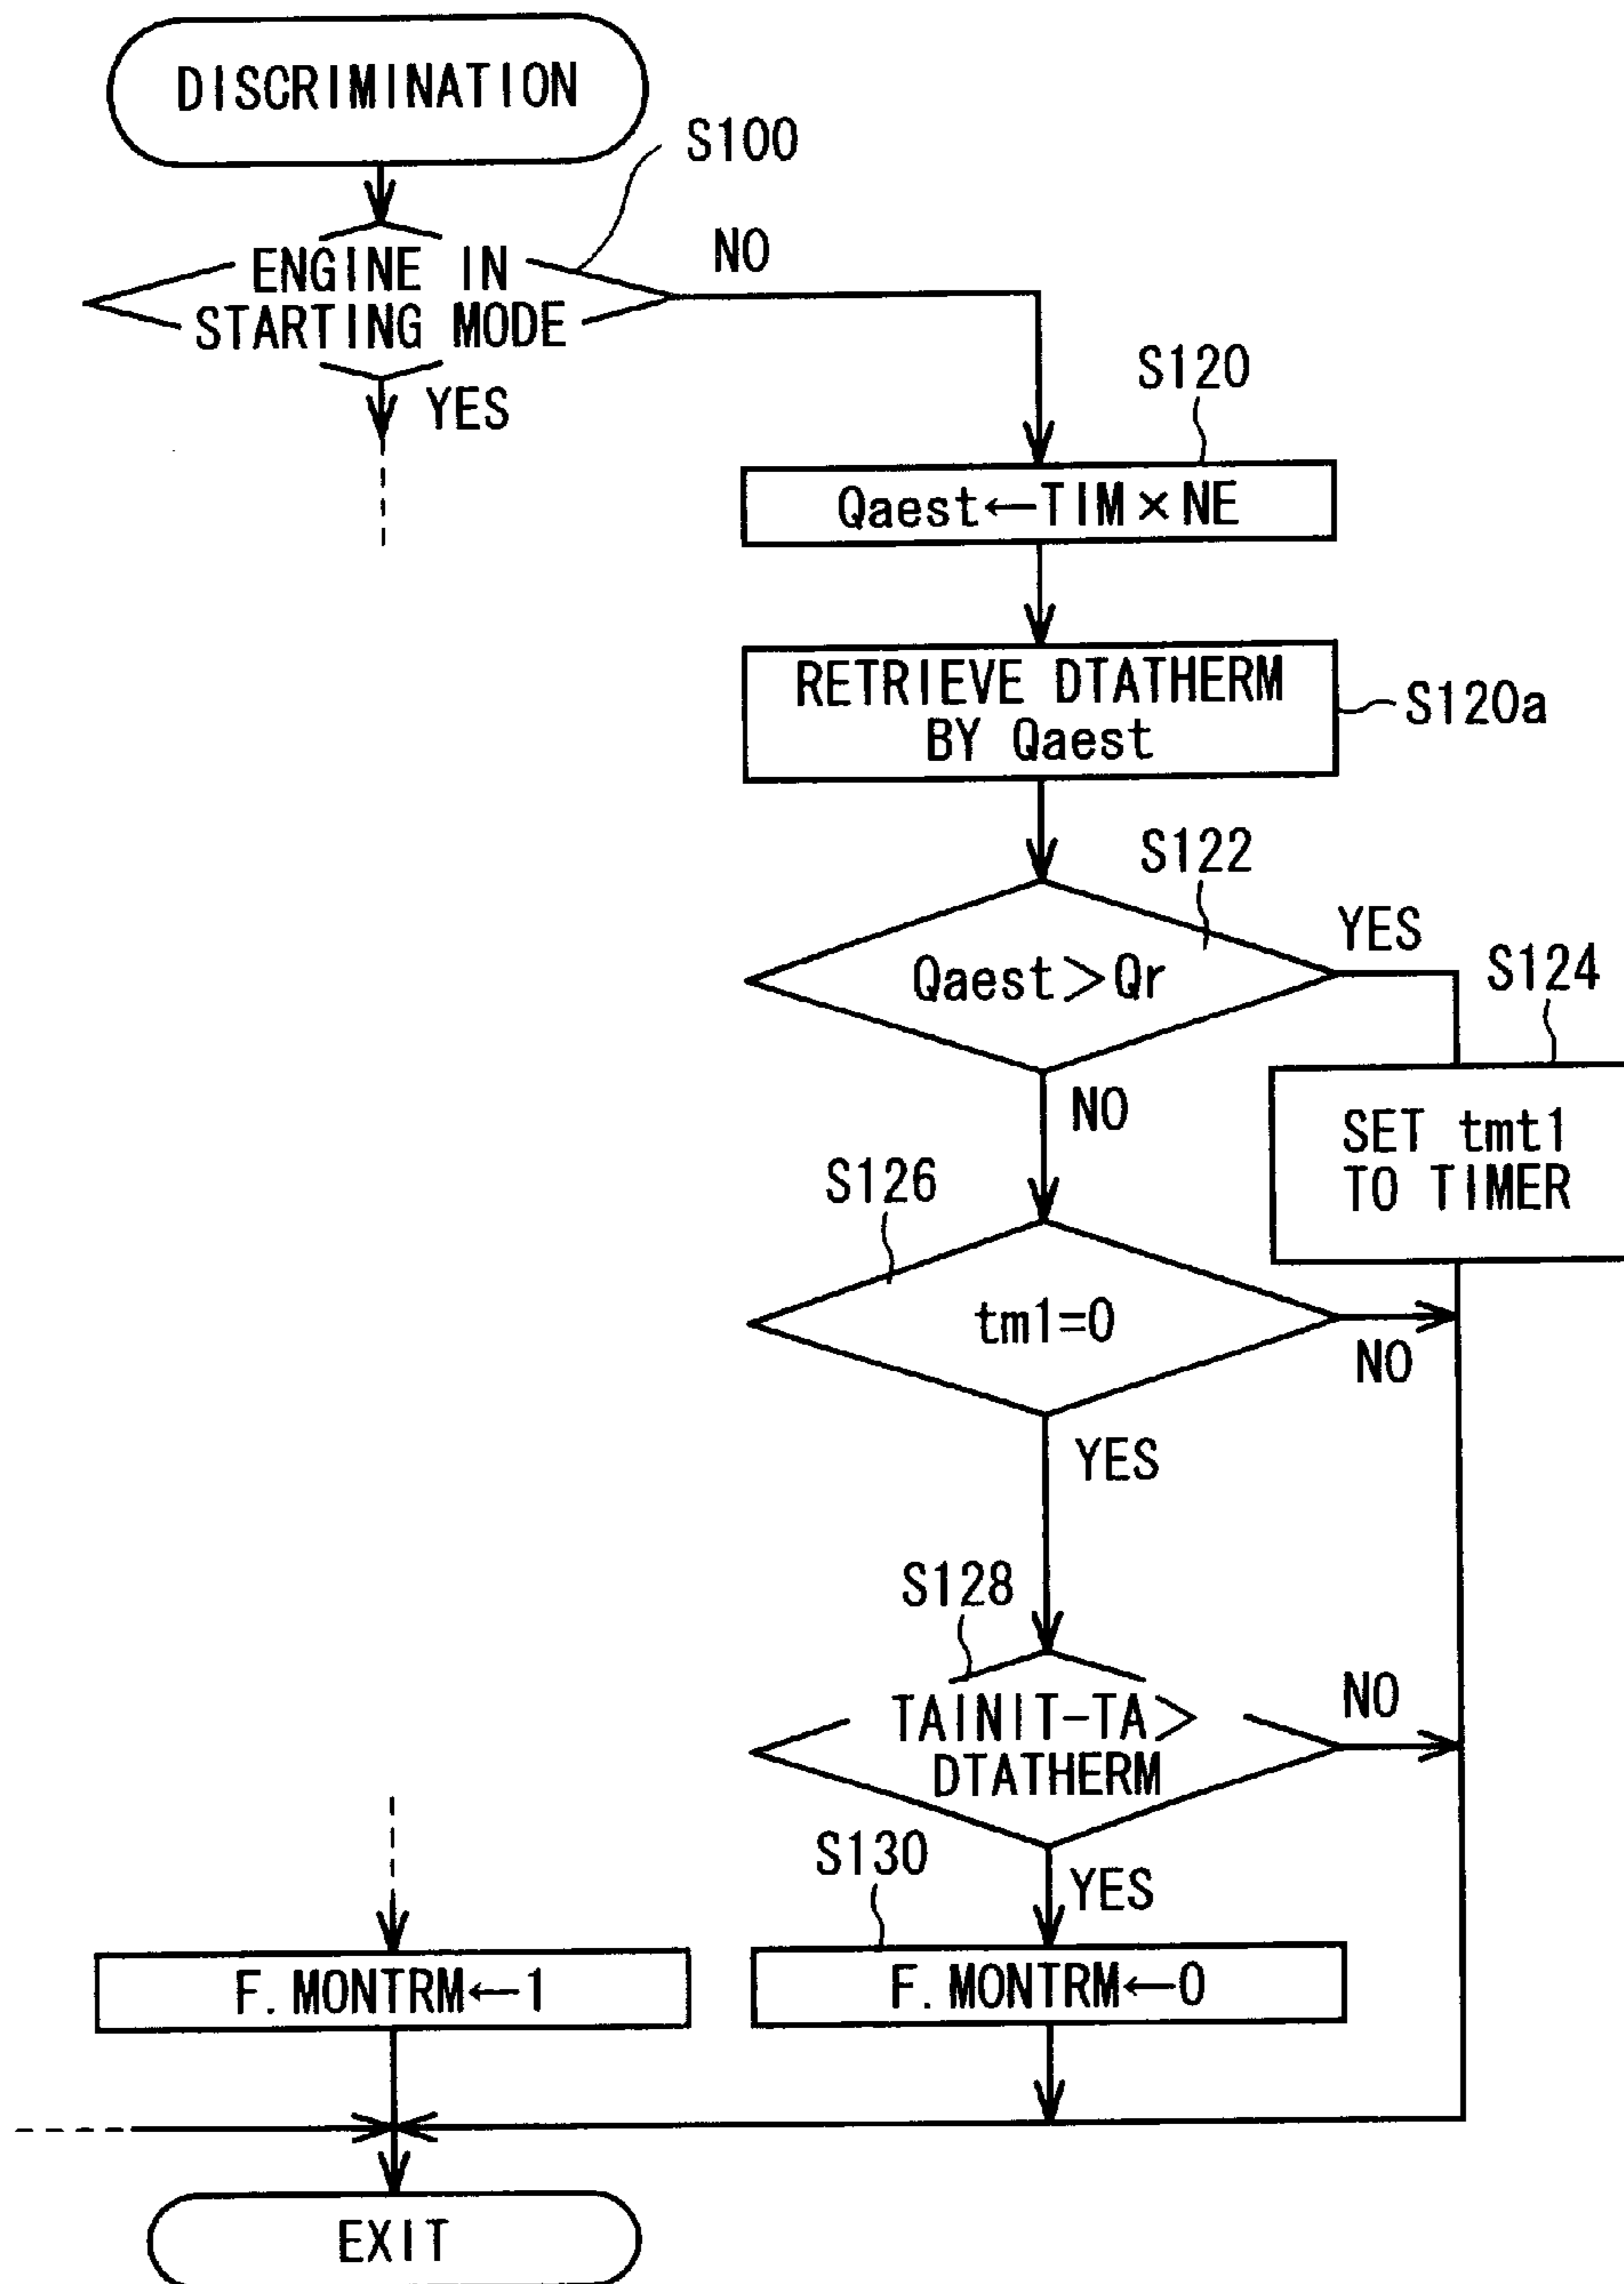 DISCRIMINATION
S100
ENGINE IN
STARTING MODE
NO
YES
S120
Qaest←TIM×NE
RETRIEVE DTATHERM
BY Qaest
S120a
S122
Qaest>Qr
YES
NO
S124
SET tmt1
TO TIMER
S126
tm1=0
NO
YES
S128
TAINIT-TA>
DTATHERM
NO
YES
S130
F.MONTRM←1
F.MONTRM←0
EXIT